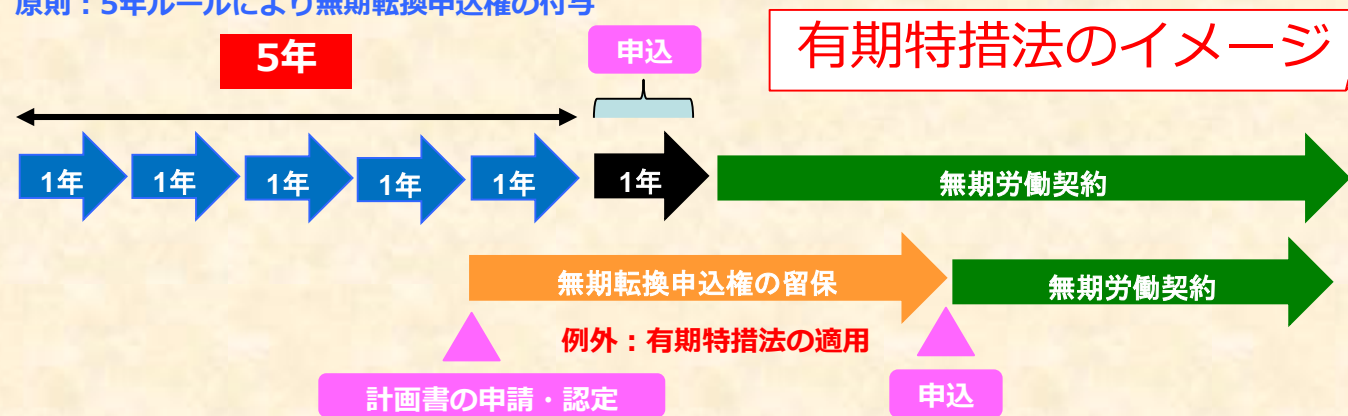 原則：5年ルールにより無期転換申込権の付与
5年
申込
有期特措法のイメージ
1年
1年
1年
1年
1年
1年
無期労働契約
無期転換申込権の留保
無期労働契約
例外：有期特措法の適用
計画書の申請・認定
申込